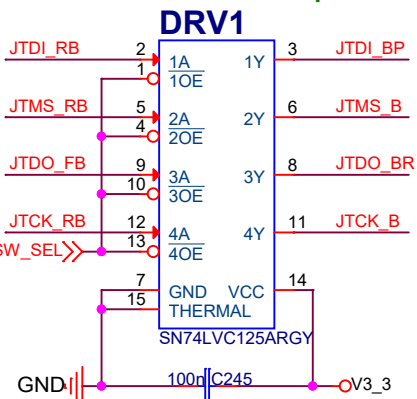 DRV1
JTDI_RB 2 1A 1Y 3 JTDI_BP
1 1OE
JTMS_RB 5 2A 2Y 6 JTMS_B
4 2OE
JTDO_FB 9 3A 3Y 8 JTDO_BR
10 3OE
JTCK_RB 12 4A 4Y 11 JTCK_B
SW_SEL 13 4OE
7 GND VCC 14
15 THERMAL
SN74LVC125ARGY
GND 100n C245 V3_3